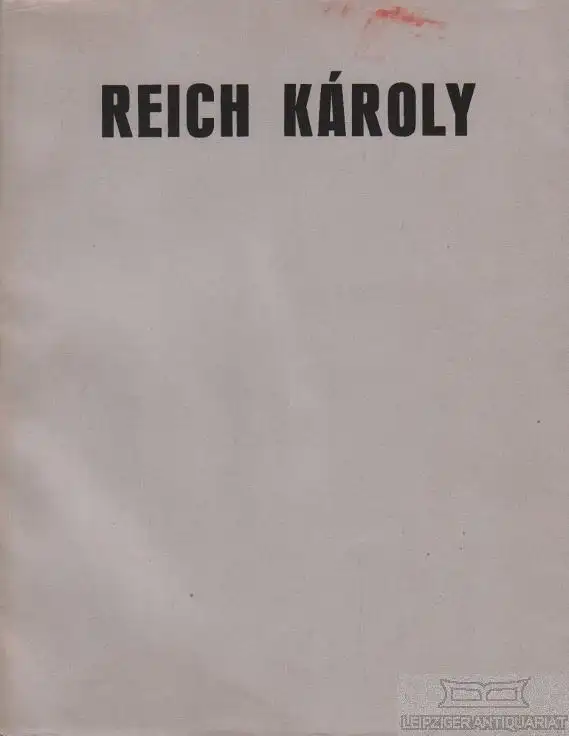 REICH KÁROLY
LEIPZIGER ANTIQUARIAT